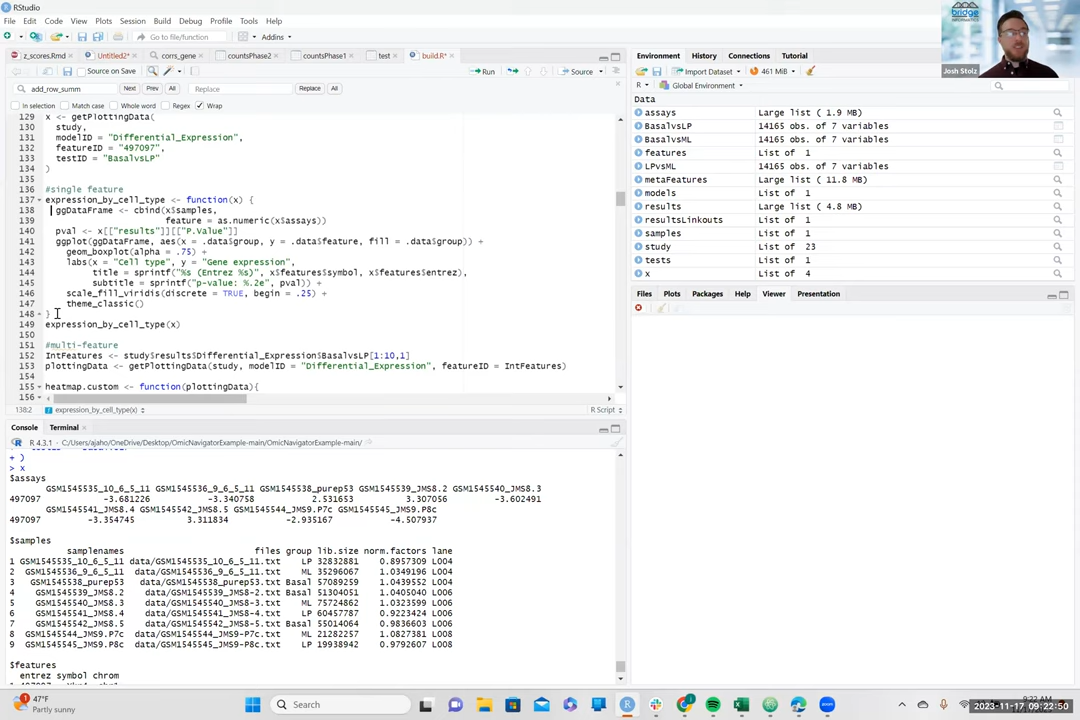 RStudio
File Edit Code View Plots Session Build Debug Profile Tools Help
Go to file/function Addins
z_scores.Rmd Untitled2* corrs_gene countsPhase2 countsPhase1 test build.R*
Source on Save Run Source
add_row_summ Next Prev All Replace Replace All
In selection Match case Whole word Regex Wrap
129 x <- getPlottingData(
130 study,
131 modelID = "Differential_Expression",
132 featureID = "497097",
133 testID = "BasalvsLP"
134 )
135
136 #single feature
137 expression_by_cell_type <- function(x) {
138 ggDataFrame <- cbind(x$samples,
139 feature = as.numeric(x$assays))
140 pval <- x[["results"]][["P.Value"]]
141 ggplot(ggDataFrame, aes(x = .data$group, y = .data$feature, fill = .data$group)) +
142 geom_boxplot(alpha = .75) +
143 labs(x = "Cell type", y = "Gene expression",
144 title = sprintf("%s (Entrez %s)", x$features$symbol, x$features$entrez),
145 subtitle = sprintf("p-value: %.2e", pval)) +
146 scale_fill_viridis(discrete = TRUE, begin = .25) +
147 theme_classic()
148 }
149 expression_by_cell_type(x)
150
151 #multi-feature
152 IntFeatures <- study$results$Differential_Expression$BasalvsLP[1:10,1]
153 plottingData <- getPlottingData(study, modelID = "Differential_Expression", featureID = IntFeatures)
154
155 heatmap.custom <- function(plottingData){
156
138:2 expression_by_cell_type(x) R Script
Console Terminal
R 4.3.1 · C:/Users/ajaho/OneDrive/Desktop/OmicNavigatorExample-main/OmicNavigatorExample-main/
+ )
> x
$assays
GSM1545535_10_6_5_11 GSM1545536_9_6_5_11 GSM1545538_purep53 GSM1545539_JMS8.2 GSM1545540_JMS8.3
497097 -3.681226 -3.340758 2.531653 3.307056 -3.602491
GSM1545541_JMS8.4 GSM1545542_JMS8.5 GSM1545544_JMS9.P7c GSM1545545_JMS9.P8c
497097 -3.354745 3.311834 -2.935167 -4.507937
$samples
samplenames files group lib.size norm.factors lane
1 GSM1545535_10_6_5_11 data/GSM1545535_10_6_5_11.txt LP 32832881 0.8957309 L004
2 GSM1545536_9_6_5_11 data/GSM1545536_9_6_5_11.txt ML 35296067 1.0349196 L004
3 GSM1545538_purep53 data/GSM1545538_purep53.txt Basal 57089259 1.0439552 L004
4 GSM1545539_JMS8.2 data/GSM1545539_JMS8-2.txt Basal 51304051 1.0405040 L006
5 GSM1545540_JMS8.3 data/GSM1545540_JMS8-3.txt ML 75724862 1.0323599 L006
6 GSM1545541_JMS8.4 data/GSM1545541_JMS8-4.txt LP 60457787 0.9223424 L006
7 GSM1545542_JMS8.5 data/GSM1545542_JMS8-5.txt Basal 55014064 0.9836603 L006
8 GSM1545544_JMS9.P7c data/GSM1545544_JMS9-P7c.txt ML 21282257 1.0827381 L008
9 GSM1545545_JMS9.P8c data/GSM1545545_JMS9-P8c.txt LP 19938942 0.9792607 L008
$features
entrez symbol chrom
Environment History Connections Tutorial
Import Dataset 461 MiB
R Global Environment
Data
assays Large list ( 1.9 MB)
BasalvsLP 14165 obs. of 7 variables
BasalvsML 14165 obs. of 7 variables
features List of 1
LPvsML 14165 obs. of 7 variables
metaFeatures Large list ( 11.8 MB)
models List of 1
results Large list ( 4.8 MB)
resultsLinkouts List of 1
samples List of 1
study List of 23
tests List of 1
x List of 4
Files Plots Packages Help Viewer Presentation
bridge
Josh Stolz
47°F
Partly sunny
Search
2023-11-17 09:22:50